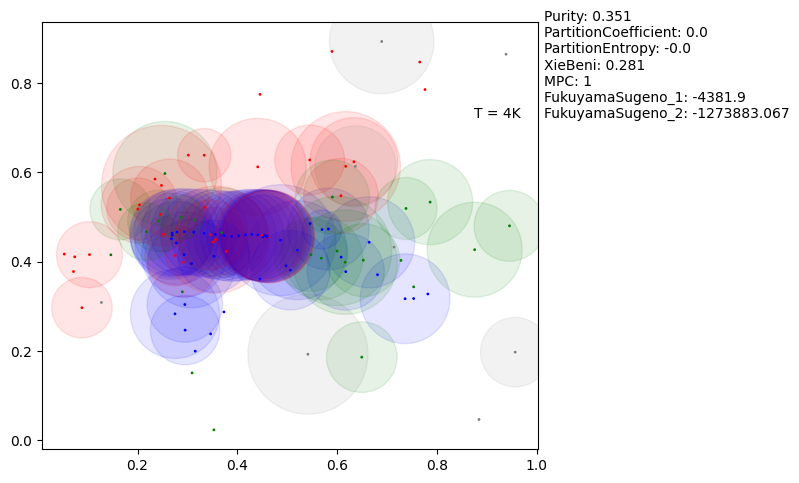 Purity: 0.351
PartitionCoefficient: 0.0
PartitionEntropy: -0.0
XieBeni: 0.281
MPC: 1
FukuyamaSugeno_1: -4381.9
FukuyamaSugeno_2: -1273883.067
T = 4K
0.8
0.6
0.4
0.2
0.0
0.2
0.4
0.6
0.8
1.0